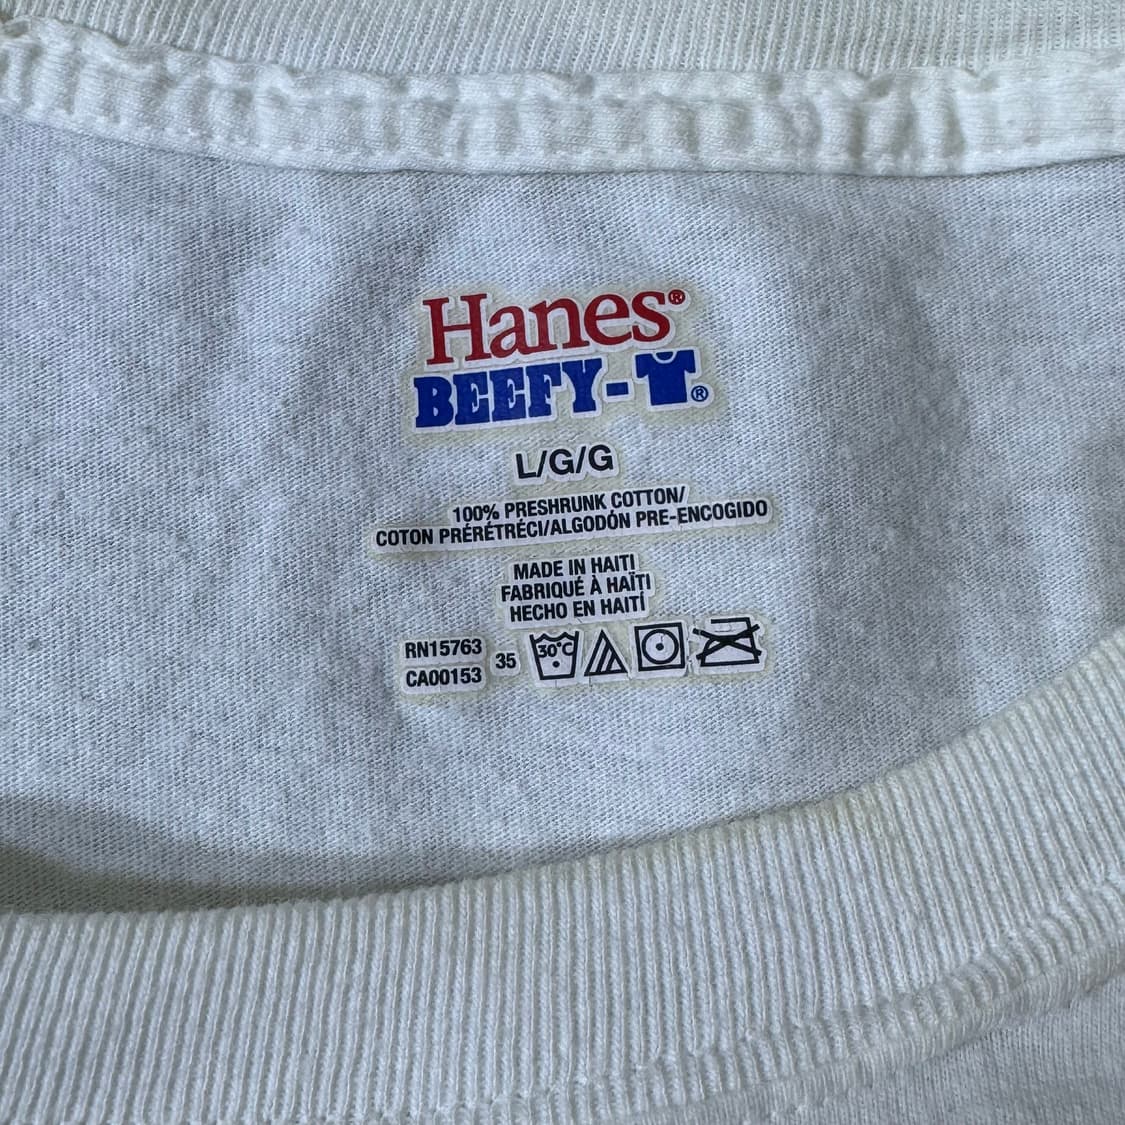 Hanes®
BEEFY-T®
L/G/G
100% PRESHRUNK COTTON/
COTON PRÉRÉTRÉCI/ALGODÓN PRE-ENCOGIDO
MADE IN HAITI
FABRIQUÉ À HAÏTI
HECHO EN HAITÍ
RN15763
CA00153
35
30°C